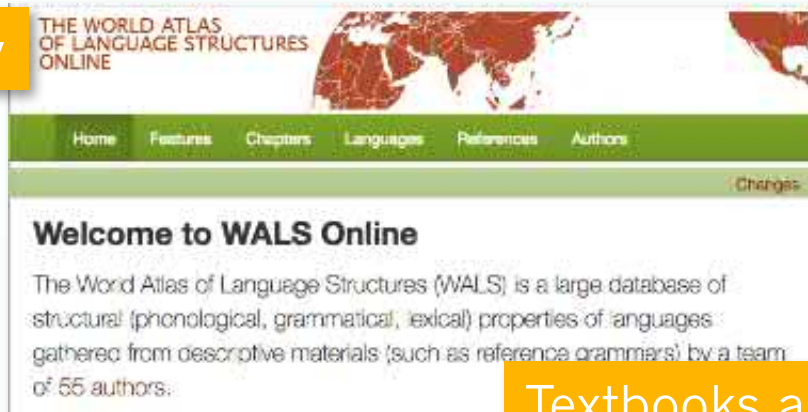 THE WORLD ATLAS
OF LANGUAGE STRUCTURES
ONLINE
Home Features Chapters Languages References Authors
Changes
Welcome to WALS Online
The World Atlas of Language Structures (WALS) is a large database of
structural (phonological, grammatical, lexical) properties of languages
gathered from descriptive materials (such as reference grammars) by a team
of 55 authors.
Textbooks a